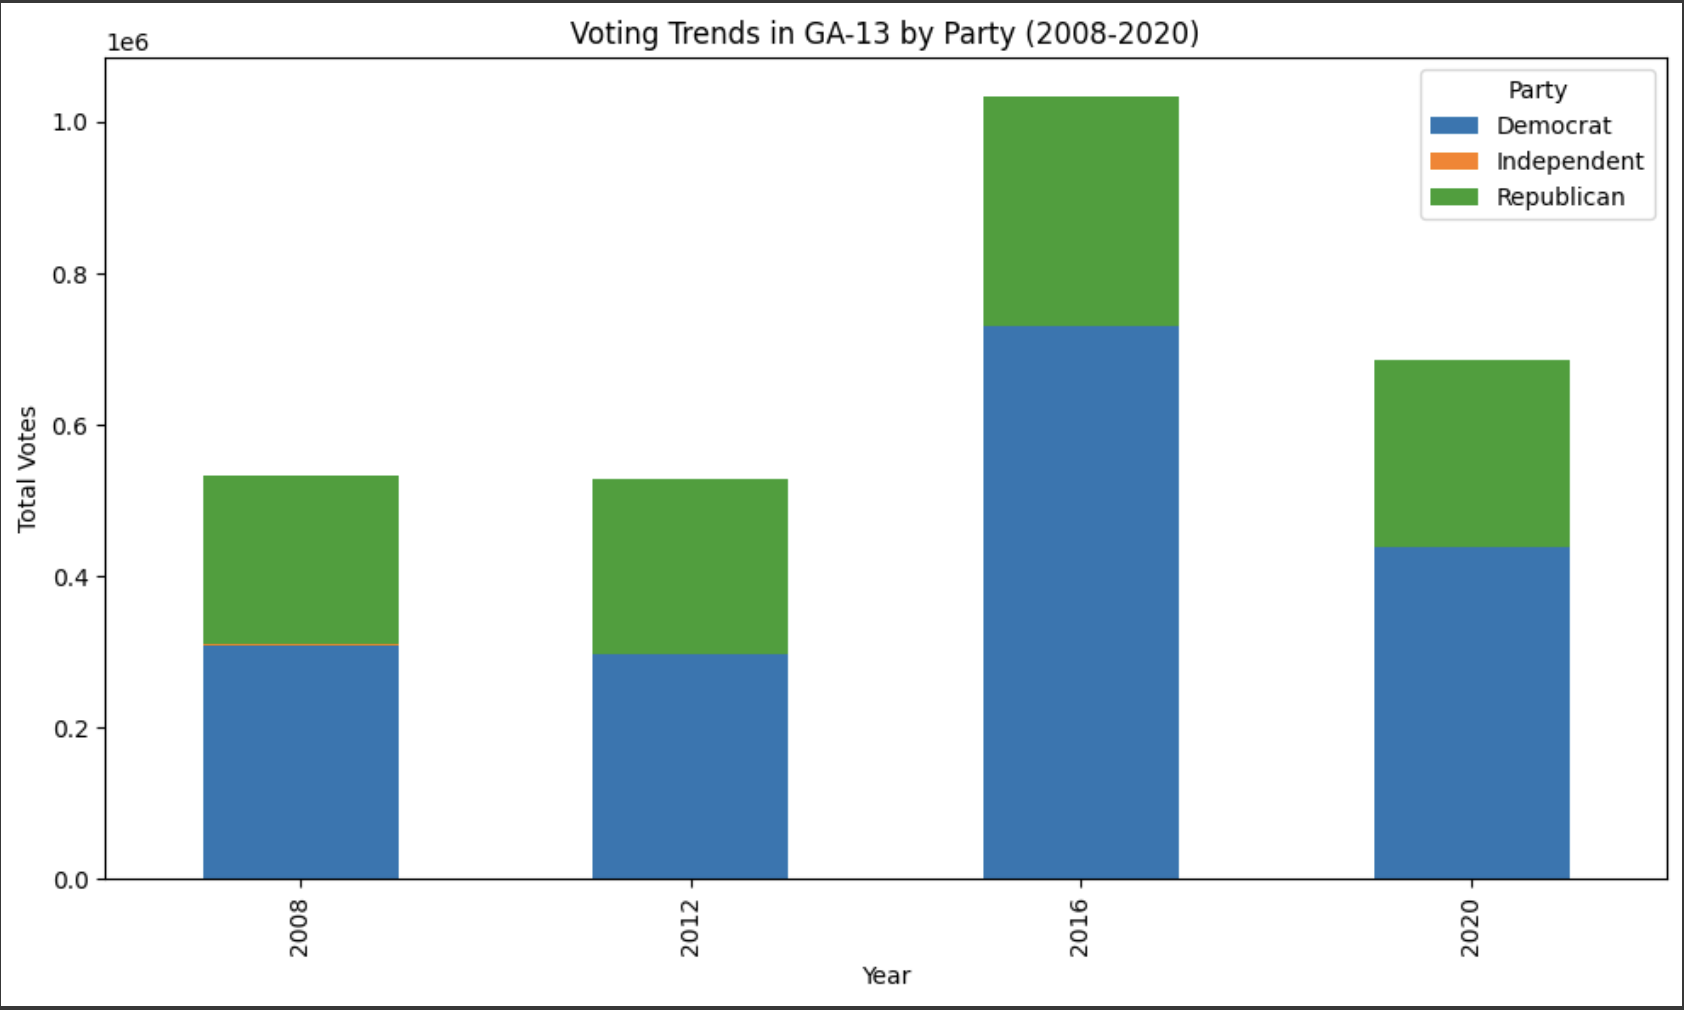 Voting Trends in GA-13 by Party (2008-2020)
1e6
1.0
0.8
0.6
0.4
0.2
0.0
Total Votes
Party
Democrat
Independent
Republican
2008
2012
2016
2020
Year